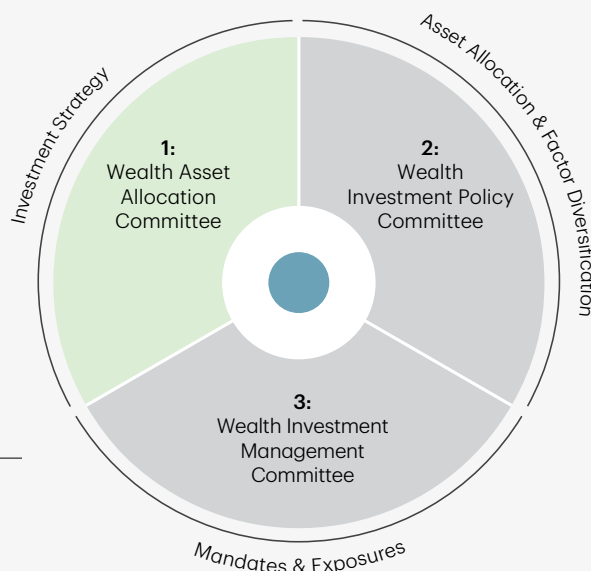 Investment Strategy
Asset Allocation & Factor Diversification
1:
Wealth Asset
Allocation
Committee
2:
Wealth
Investment Policy
Committee
3:
Wealth Investment
Management
Committee
Mandates & Exposures